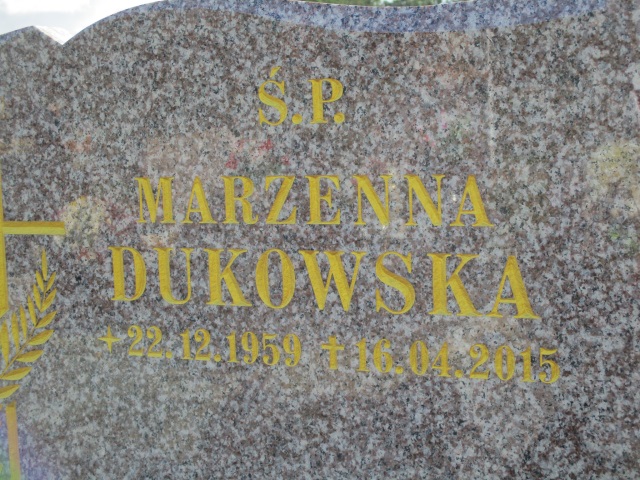 Ś.P.
MARZENNA
DUKOWSKA
+22.12.1959 ✝16.04.2015